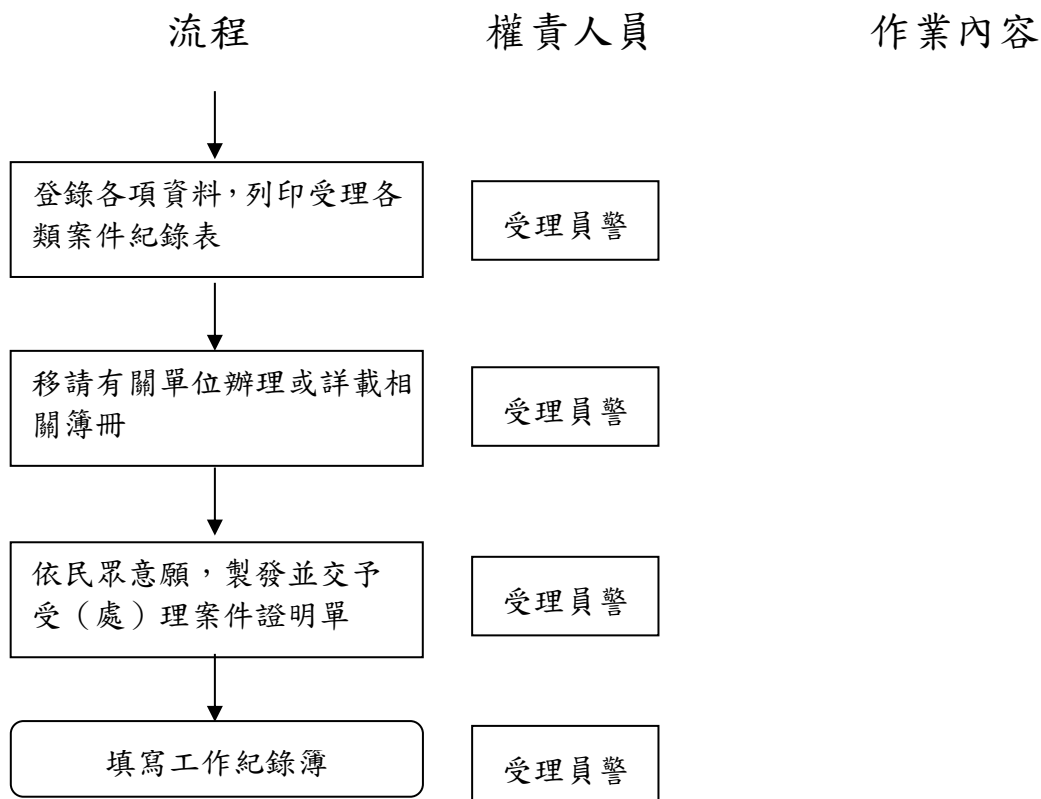 流程 權責人員 作業內容
登錄各項資料，列印受理各
類案件紀錄表
受理員警
移請有關單位辦理或詳載相
關簿冊
受理員警
依民眾意願，製發並交予
受（處）理案件證明單
受理員警
填寫工作紀錄簿
受理員警